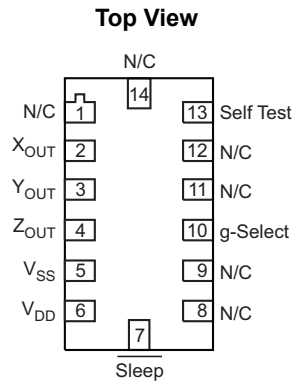 Top View
N/C
14
N/C 1 13 Self Test
XOUT 2 12 N/C
YOUT 3 11 N/C
ZOUT 4 10 g-Select
VSS 5 9 N/C
VDD 6 8 N/C
7
Sleep